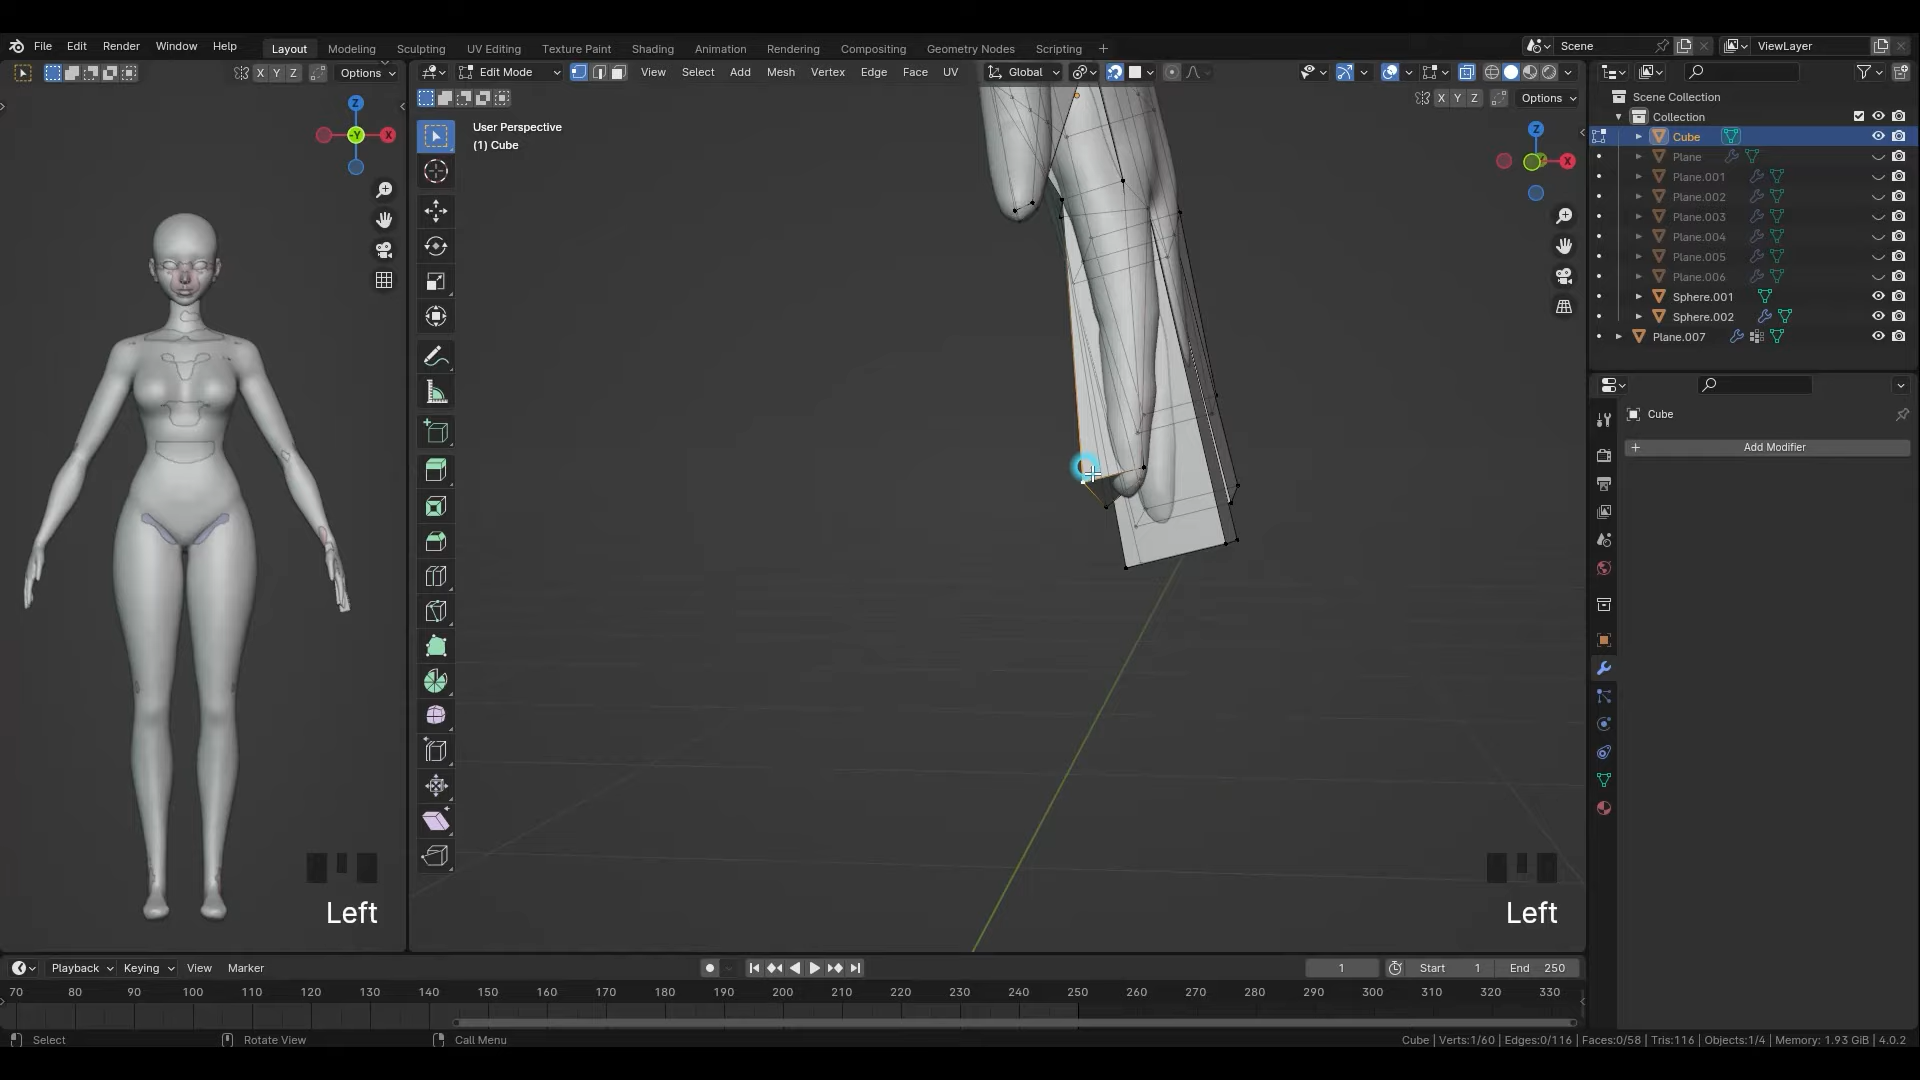 File Edit Render Window Help Layout Modeling Sculpting UV Editing Texture Paint Shading Animation Rendering Compositing Geometry Nodes Scripting + Scene ViewLayer
X Y Z Options Edit Mode View Select Add Mesh Vertex Edge Face UV Global
X Y Z Options
Scene Collection
Collection
Cube
Plane
Plane.001
Plane.002
Plane.003
Plane.004
Plane.005
Plane.006
Sphere.001
Sphere.002
Plane.007
Z
-Y X
User Perspective
(1) Cube
Z
X
Cube
+ Add Modifier
Left
Left
Playback Keying View Marker 1 Start 1 End 250
70 80 90 100 110 120 130 140 150 160 170 180 190 200 210 220 230 240 250 260 270 280 290 300 310 320 330
Select Rotate View Call Menu Cube | Verts:1/60 | Edges:0/116 | Faces:0/58 | Tris:116 | Objects:1/4 | Memory: 1.93 GiB | 4.0.2